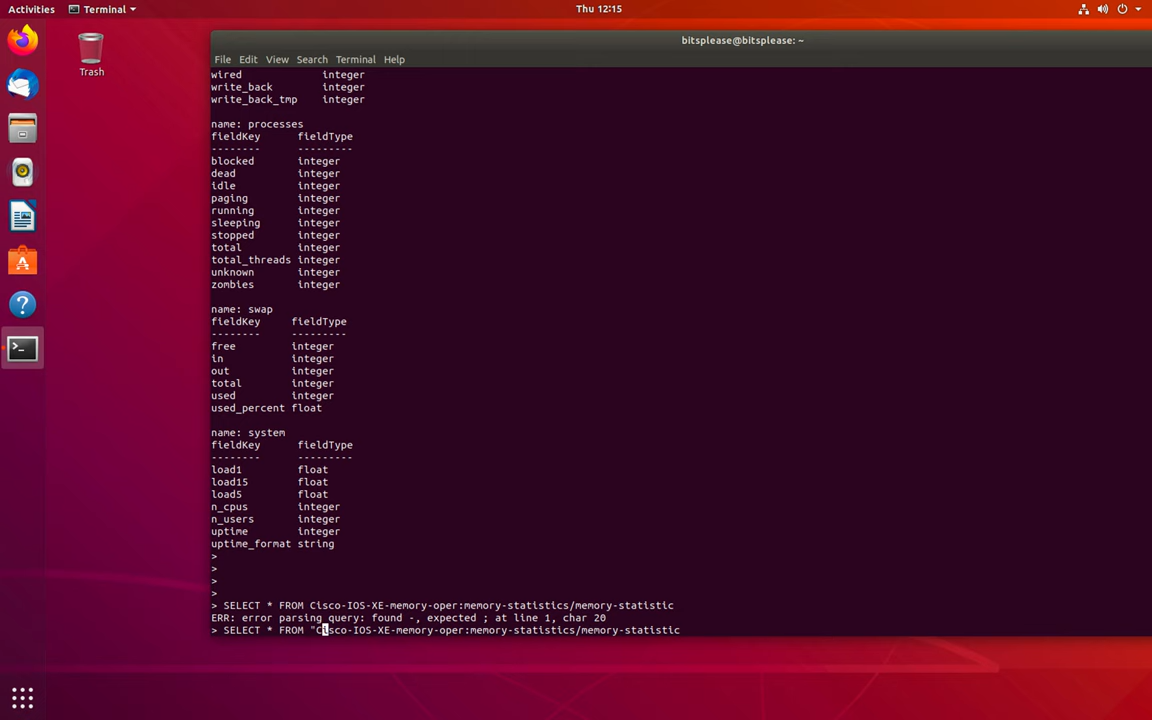 Activities Terminal Thu 12:15
Trash
bitsplease@bitsplease: ~
File Edit View Search Terminal Help
wired integer
write_back integer
write_back_tmp integer
name: processes
fieldKey fieldType
-------- ---------
blocked integer
dead integer
idle integer
paging integer
running integer
sleeping integer
stopped integer
total integer
total_threads integer
unknown integer
zombies integer
name: swap
fieldKey fieldType
-------- ---------
free integer
in integer
out integer
total integer
used integer
used_percent float
name: system
fieldKey fieldType
-------- ---------
load1 float
load15 float
load5 float
n_cpus integer
n_users integer
uptime integer
uptime_format string
>
>
>
>
> SELECT * FROM Cisco-IOS-XE-memory-oper:memory-statistics/memory-statistic
ERR: error parsing query: found -, expected ; at line 1, char 20
> SELECT * FROM "Cisco-IOS-XE-memory-oper:memory-statistics/memory-statistic